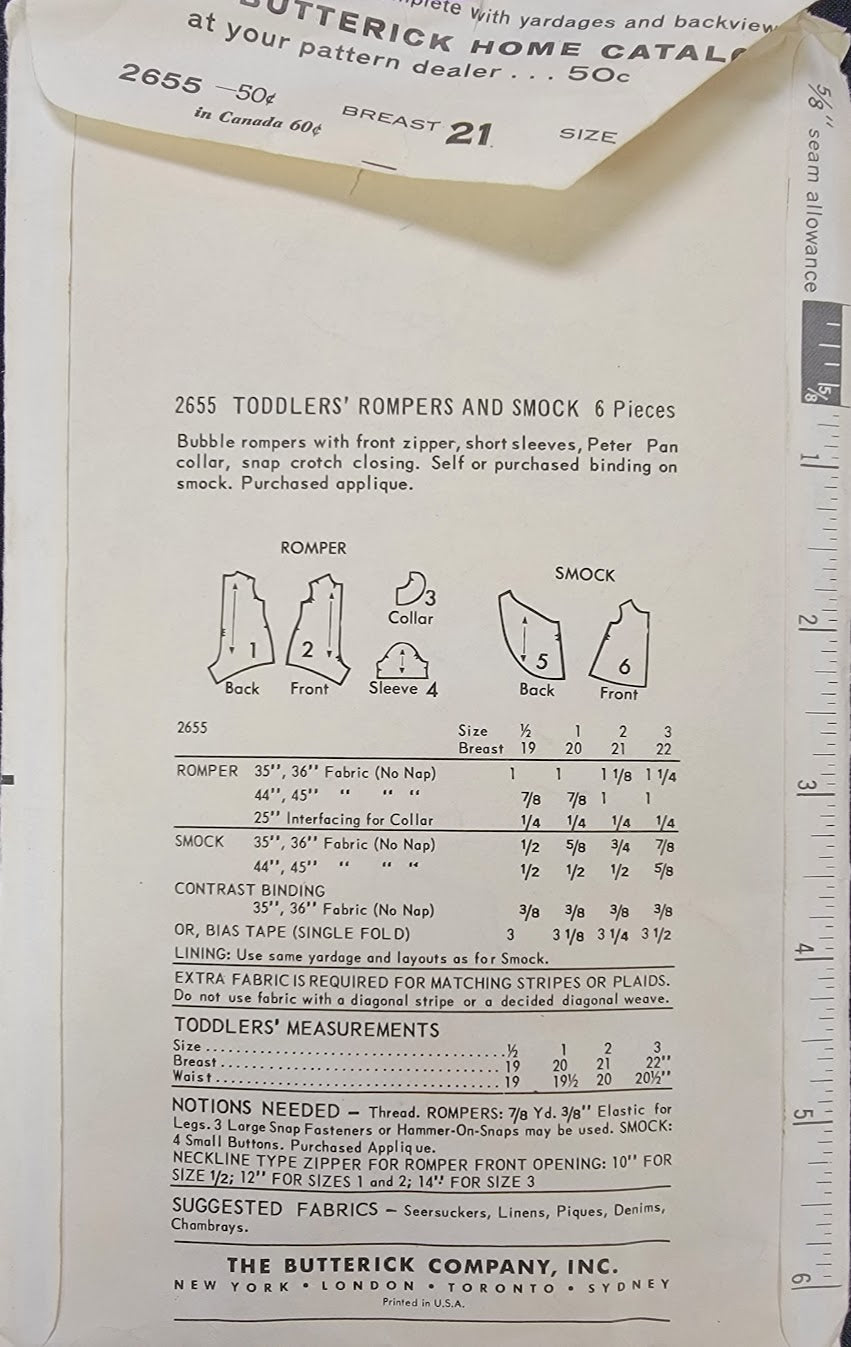 with yardages and backview
BUTTERICK HOME
at your pattern dealer . . . 50c
2655 —50¢
in Canada 60¢
BREAST 21
SIZE
5/8" seam allowance
5/8
1
2
3
4
5
6
2655 TODDLERS' ROMPERS AND SMOCK 6 Pieces
Bubble rompers with front zipper, short sleeves, Peter Pan
collar, snap crotch closing. Self or purchased binding on
smock. Purchased applique.
ROMPER
SMOCK
1
Back
2
Front
3
Collar
Sleeve 4
5
Back
6
Front
2655 Size ½ 1 2 3
Breast 19 20 21 22
ROMPER 35", 36" Fabric (No Nap) 1 1 1 1/8 1 1/4
44", 45" " " " 7/8 7/8 1 1
25" Interfacing for Collar 1/4 1/4 1/4 1/4
SMOCK 35", 36" Fabric (No Nap) 1/2 5/8 3/4 7/8
44", 45" " " " 1/2 1/2 1/2 5/8
CONTRAST BINDING
35", 36" Fabric (No Nap) 3/8 3/8 3/8 3/8
OR, BIAS TAPE (SINGLE FOLD) 3 3 1/8 3 1/4 3 1/2
LINING: Use same yardage and layouts as for Smock.
EXTRA FABRIC IS REQUIRED FOR MATCHING STRIPES OR PLAIDS.
Do not use fabric with a diagonal stripe or a decided diagonal weave.
TODDLERS' MEASUREMENTS
Size ........................................ ½ 1 2 3
Breast ........................................ 19 20 21 22"
Waist ........................................ 19 19½ 20 20½"
NOTIONS NEEDED — Thread. ROMPERS: 7/8 Yd. 3/8" Elastic for
Legs. 3 Large Snap Fasteners or Hammer-On-Snaps may be used. SMOCK:
4 Small Buttons. Purchased Applique.
NECKLINE TYPE ZIPPER FOR ROMPER FRONT OPENING: 10" FOR
SIZE 1/2; 12" FOR SIZES 1 and 2; 14" FOR SIZE 3
SUGGESTED FABRICS — Seersuckers, Linens, Piques, Denims,
Chambrays.
THE BUTTERICK COMPANY, INC.
NEW YORK • LONDON • TORONTO • SYDNEY
Printed in U.S.A.